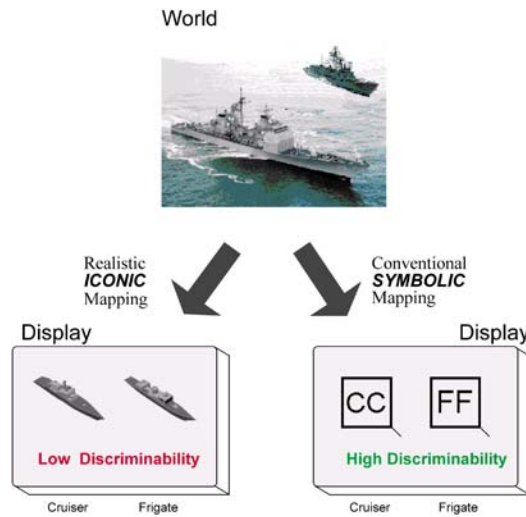 World
Realistic
ICONIC
Mapping
Conventional
SYMBOLIC
Mapping
Display
Low Discriminability
Cruiser Frigate
Display
CC FF
High Discriminability
Cruiser Frigate